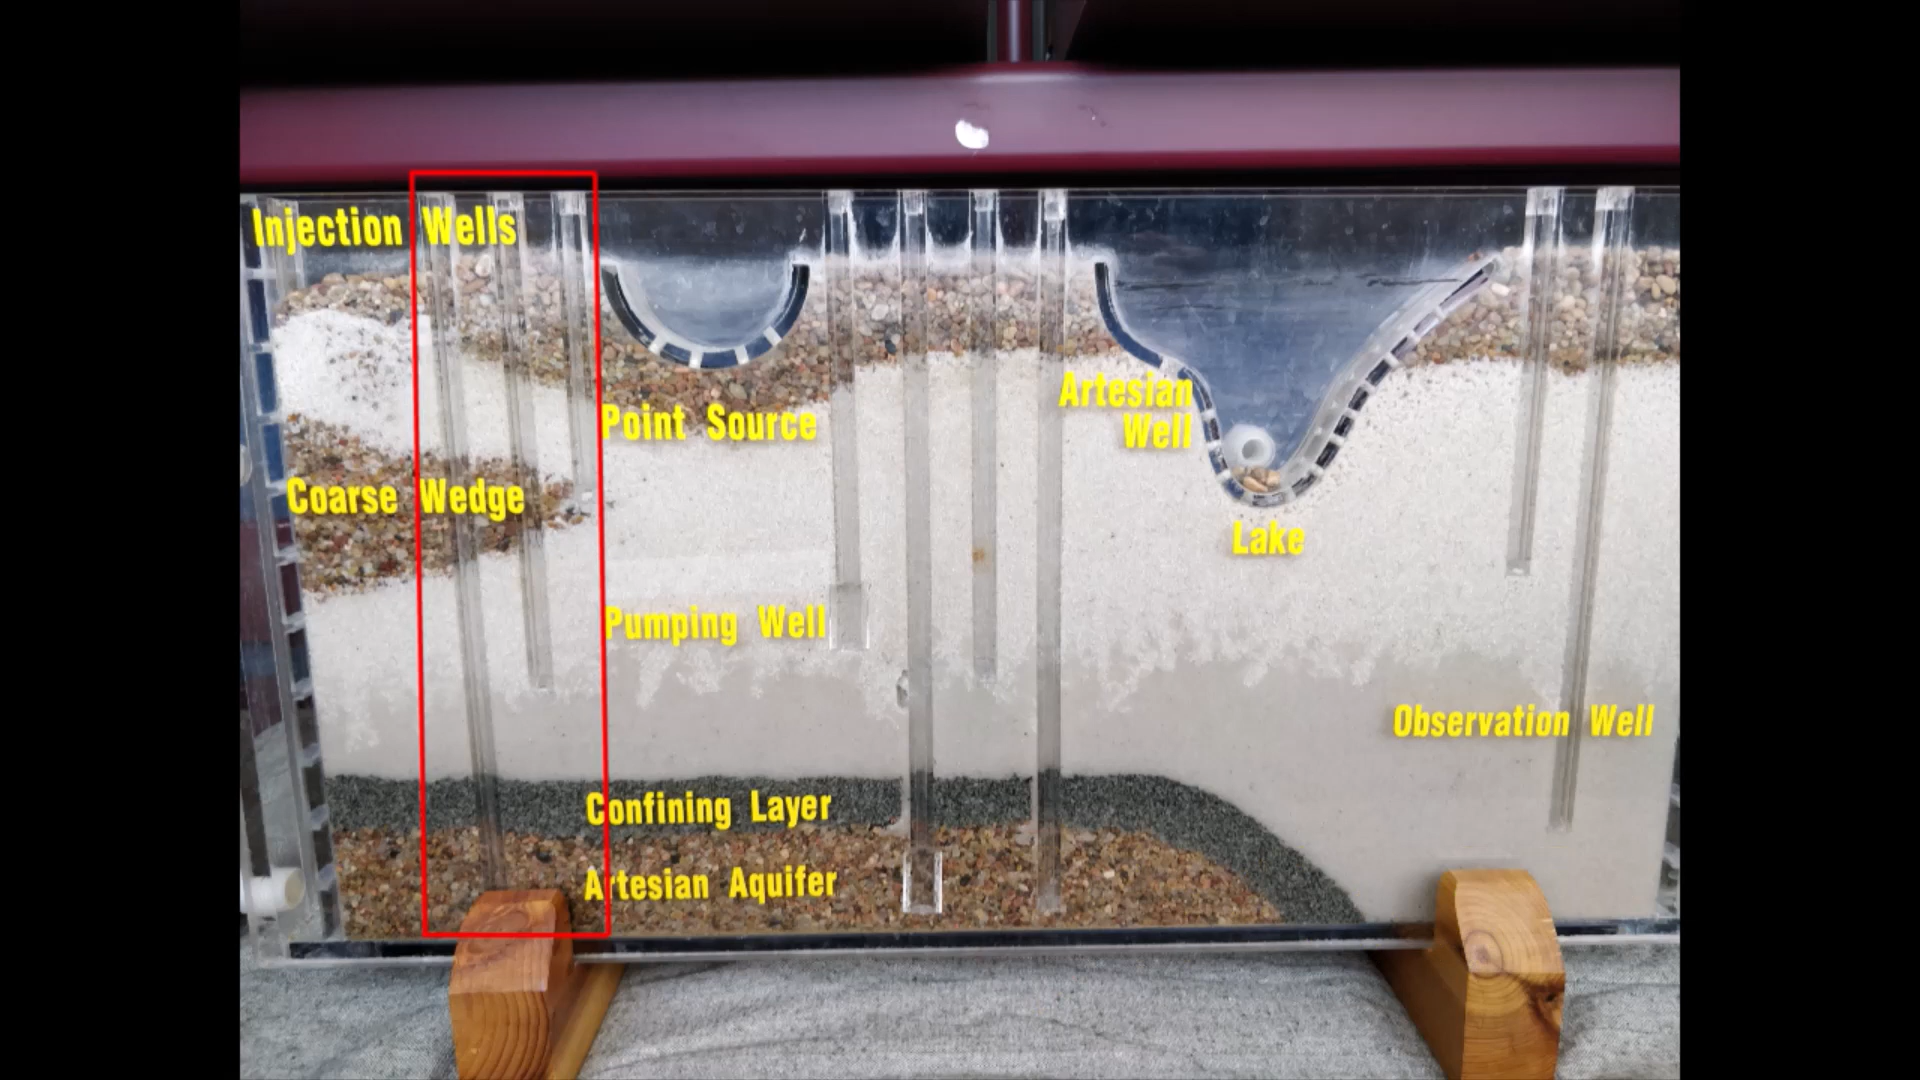 Injection Wells
Point Source
Artesian
Well
Coarse Wedge
Lake
Pumping Well
Observation Well
Confining Layer
Artesian Aquifer